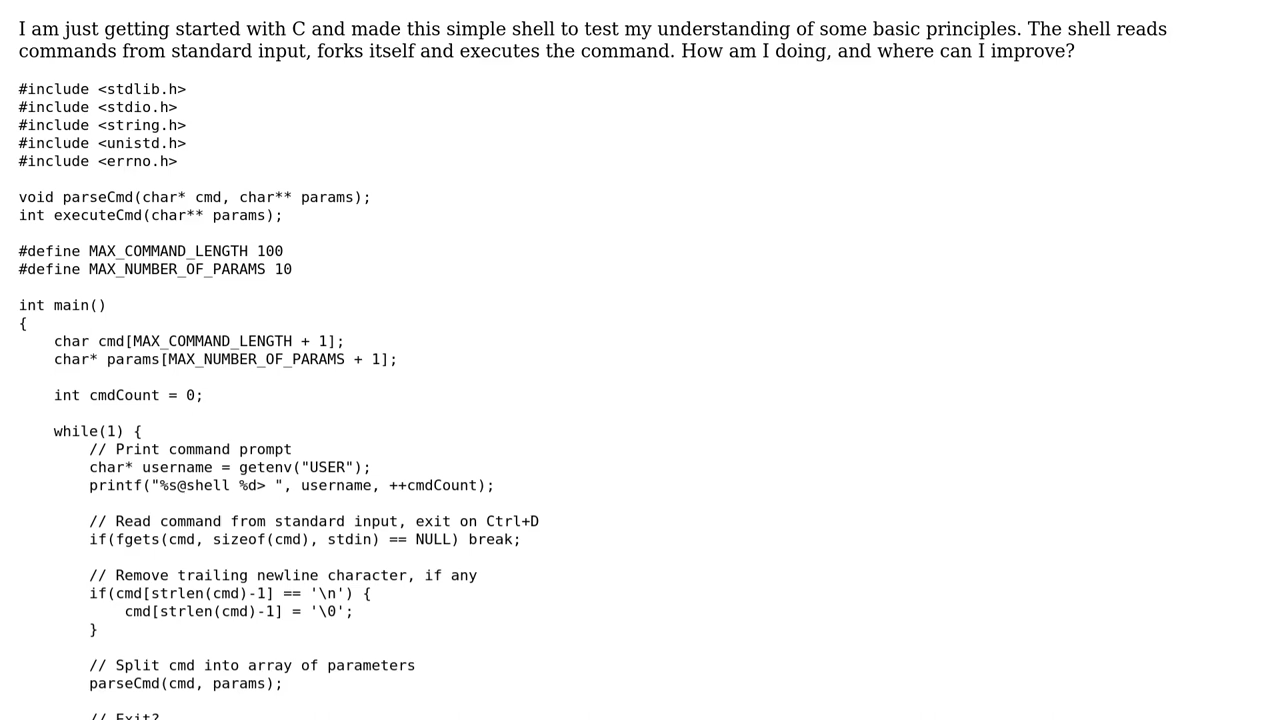 I am just getting started with C and made this simple shell to test my understanding of some basic principles. The shell reads
commands from standard input, forks itself and executes the command. How am I doing, and where can I improve?
#include <stdlib.h>
#include <stdio.h>
#include <string.h>
#include <unistd.h>
#include <errno.h>
void parseCmd(char* cmd, char** params);
int executeCmd(char** params);
#define MAX_COMMAND_LENGTH 100
#define MAX_NUMBER_OF_PARAMS 10
int main()
{
    char cmd[MAX_COMMAND_LENGTH + 1];
    char* params[MAX_NUMBER_OF_PARAMS + 1];
    int cmdCount = 0;
    while(1) {
        // Print command prompt
        char* username = getenv("USER");
        printf("%s@shell %d> ", username, ++cmdCount);
        // Read command from standard input, exit on Ctrl+D
        if(fgets(cmd, sizeof(cmd), stdin) == NULL) break;
        // Remove trailing newline character, if any
        if(cmd[strlen(cmd)-1] == '\n') {
            cmd[strlen(cmd)-1] = '\0';
        }
        // Split cmd into array of parameters
        parseCmd(cmd, params);
        // Exit?